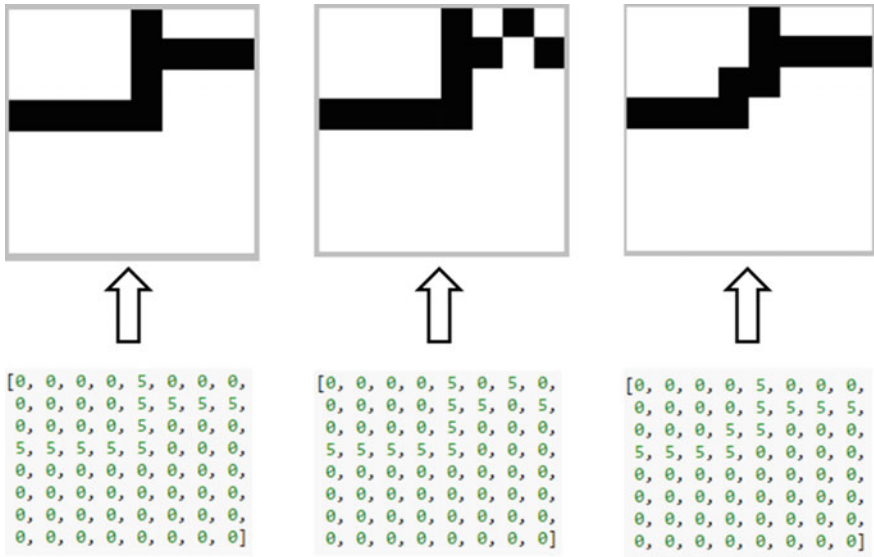 [0, 0, 0, 0, 5, 0, 0, 0,
0, 0, 0, 0, 5, 5, 5, 5,
0, 0, 0, 0, 5, 0, 0, 0,
5, 5, 5, 5, 5, 0, 0, 0,
0, 0, 0, 0, 0, 0, 0, 0,
0, 0, 0, 0, 0, 0, 0, 0,
0, 0, 0, 0, 0, 0, 0, 0,
0, 0, 0, 0, 0, 0, 0, 0]
[0, 0, 0, 0, 5, 0, 5, 0,
0, 0, 0, 0, 5, 5, 0, 5,
0, 0, 0, 0, 5, 0, 0, 0,
5, 5, 5, 5, 5, 0, 0, 0,
0, 0, 0, 0, 0, 0, 0, 0,
0, 0, 0, 0, 0, 0, 0, 0,
0, 0, 0, 0, 0, 0, 0, 0,
0, 0, 0, 0, 0, 0, 0, 0]
[0, 0, 0, 0, 5, 0, 0, 0,
0, 0, 0, 0, 5, 5, 5, 5,
0, 0, 0, 5, 5, 0, 0, 0,
5, 5, 5, 5, 0, 0, 0, 0,
0, 0, 0, 0, 0, 0, 0, 0,
0, 0, 0, 0, 0, 0, 0, 0,
0, 0, 0, 0, 0, 0, 0, 0,
0, 0, 0, 0, 0, 0, 0, 0]